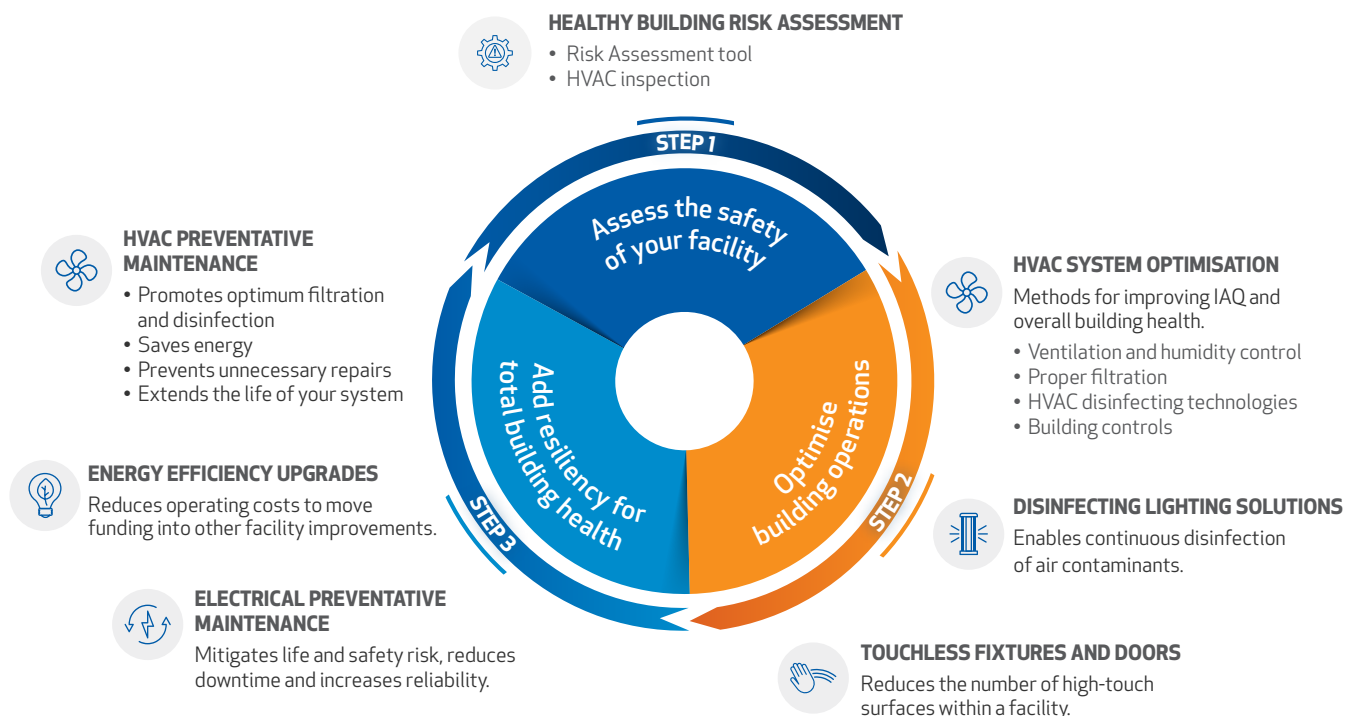 HEALTHY BUILDING RISK ASSESSMENT
• Risk Assessment tool
• HVAC inspection
STEP 1
Assess the safety
of your facility
HVAC SYSTEM OPTIMISATION
Methods for improving IAQ and
overall building health.
• Ventilation and humidity control
• Proper filtration
• HVAC disinfecting technologies
• Building controls
STEP 2
Optimise
building operations
DISINFECTING LIGHTING SOLUTIONS
Enables continuous disinfection
of air contaminants.
TOUCHLESS FIXTURES AND DOORS
Reduces the number of high-touch
surfaces within a facility.
STEP 3
Add resiliency for
total building health
HVAC PREVENTATIVE
MAINTENANCE
• Promotes optimum filtration
and disinfection
• Saves energy
• Prevents unnecessary repairs
• Extends the life of your system
ENERGY EFFICIENCY UPGRADES
Reduces operating costs to move
funding into other facility improvements.
ELECTRICAL PREVENTATIVE
MAINTENANCE
Mitigates life and safety risk, reduces
downtime and increases reliability.